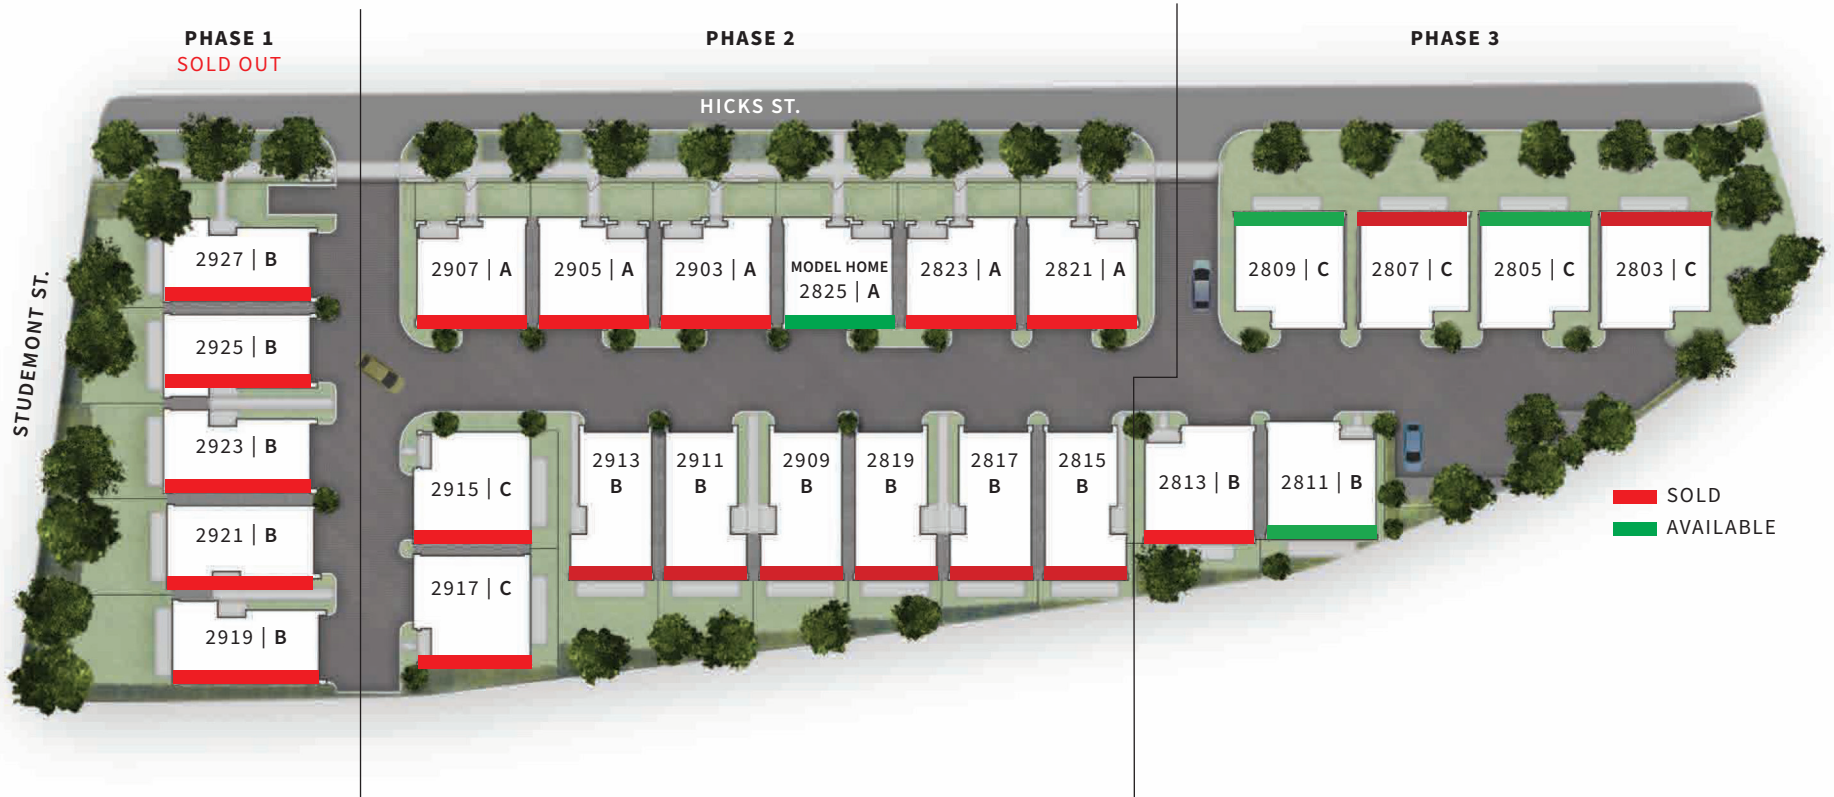 PHASE 1
SOLD OUT
PHASE 2
PHASE 3
HICKS ST.
STUDEMONT ST.
2927 | B
2925 | B
2923 | B
2921 | B
2919 | B
2907 | A
2905 | A
2903 | A
MODEL HOME
2825 | A
2823 | A
2821 | A
2809 | C
2807 | C
2805 | C
2803 | C
2915 | C
2917 | C
2913
B
2911
B
2909
B
2819
B
2817
B
2815
B
2813 | B
2811 | B
SOLD
AVAILABLE